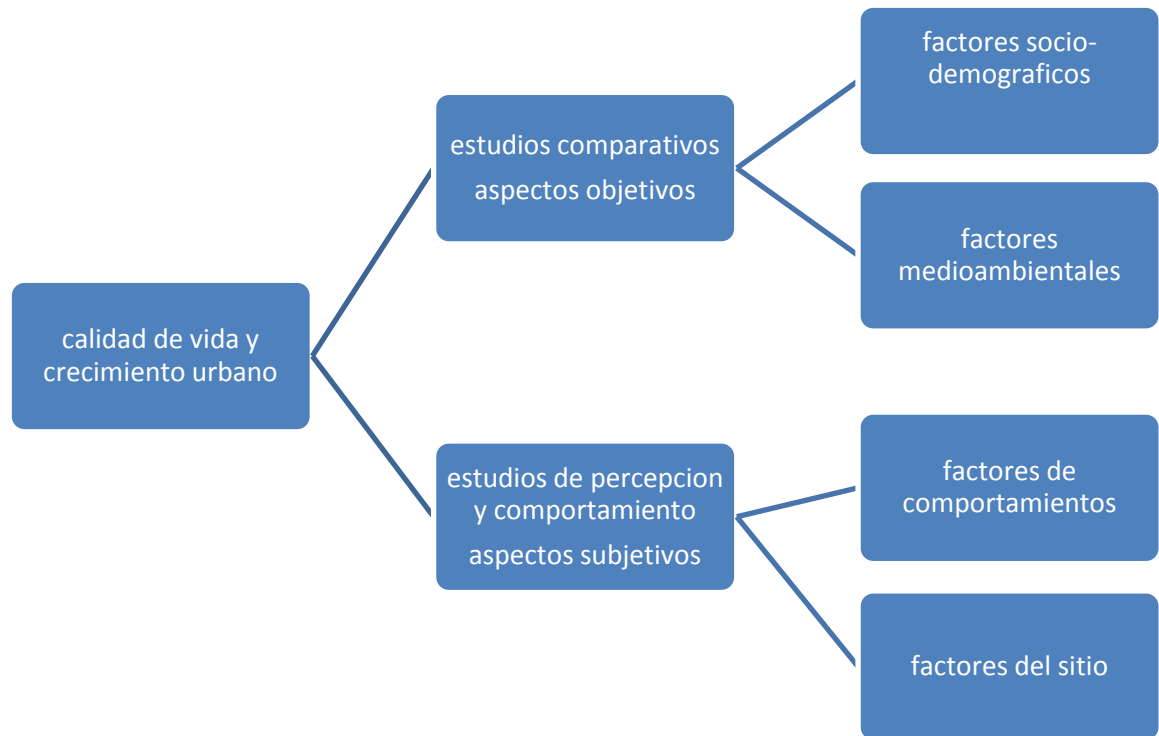 calidad de vida y
crecimiento urbano
estudios comparativos
aspectos objetivos
factores socio-
demograficos
factores
medioambientales
estudios de percepcion
y comportamiento
aspectos subjetivos
factores de
comportamientos
factores del sitio